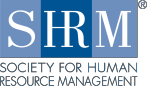 SHRM®
SOCIETY FOR HUMAN
RESOURCE MANAGEMENT